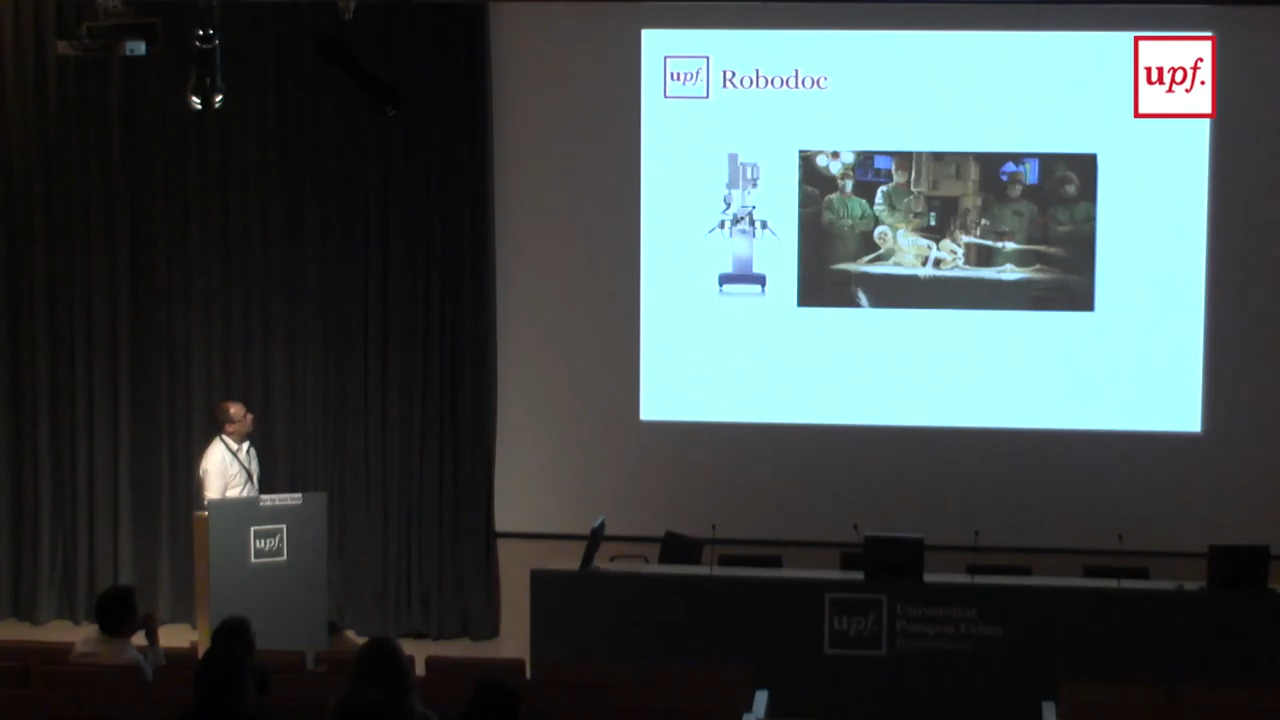 upf. Robodoc
upf.
upf.
upf.
Universitat
Pompeu Fabra